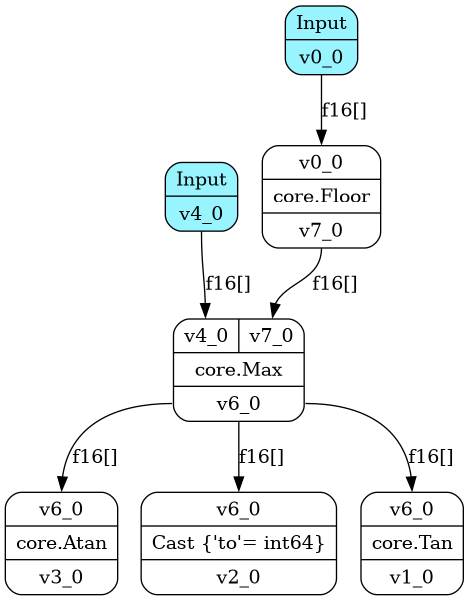 Input
v0_0
f16[]
v0_0
core.Floor
v7_0
Input
v4_0
f16[]
f16[]
v4_0 v7_0
core.Max
v6_0
f16[]
f16[]
f16[]
v6_0
core.Atan
v3_0
v6_0
Cast {'to'= int64}
v2_0
v6_0
core.Tan
v1_0